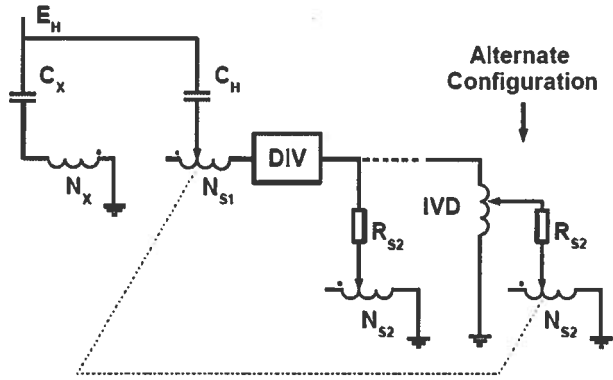 E_H
Alternate
Configuration
C_X
C_H
DIV
N_X
N_S1
IVD
R_S2
R_S2
N_S2
N_S2